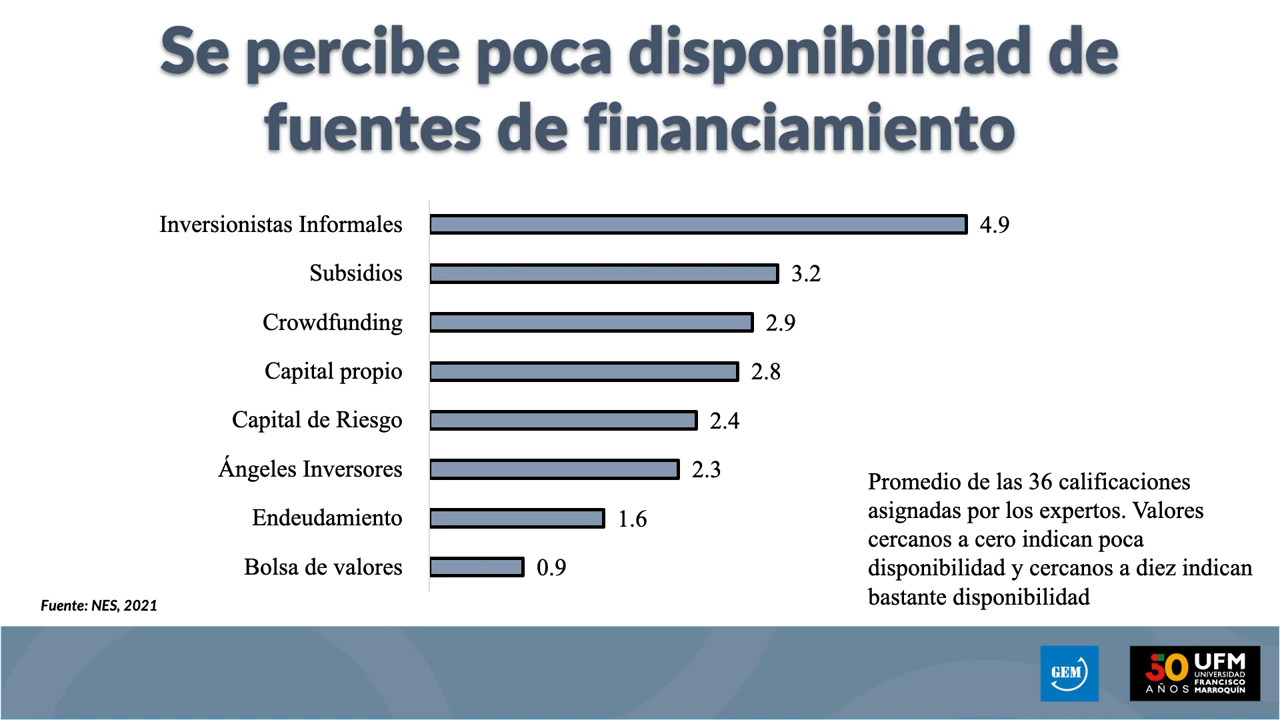 Se percibe poca disponibilidad de
fuentes de financiamiento
Inversionistas Informales 4.9
Subsidios 3.2
Crowdfunding 2.9
Capital propio 2.8
Capital de Riesgo 2.4
Ángeles Inversores 2.3
Endeudamiento 1.6
Bolsa de valores 0.9
Promedio de las 36 calificaciones
asignadas por los expertos. Valores
cercanos a cero indican poca
disponibilidad y cercanos a diez indican
bastante disponibilidad
Fuente: NES, 2021
GEM
50
AÑOS
UFM
UNIVERSIDAD
FRANCISCO
MARROQUÍN